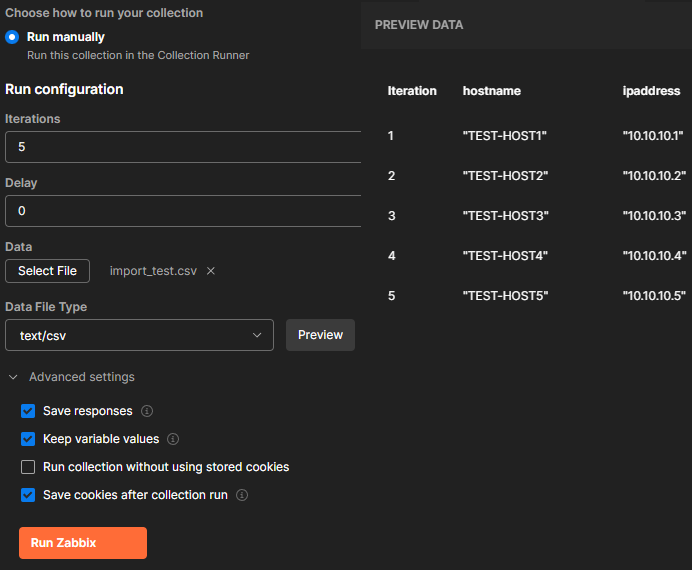 Choose how to run your collection
Run manually
Run this collection in the Collection Runner
Run configuration
Iterations
5
Delay
0
Data
Select File import_test.csv ×
Data File Type
text/csv Preview
Advanced settings
Save responses
Keep variable values
Run collection without using stored cookies
Save cookies after collection run
Run Zabbix
PREVIEW DATA
Iteration hostname ipaddress
1 "TEST-HOST1" "10.10.10.1"
2 "TEST-HOST2" "10.10.10.2"
3 "TEST-HOST3" "10.10.10.3"
4 "TEST-HOST4" "10.10.10.4"
5 "TEST-HOST5" "10.10.10.5"